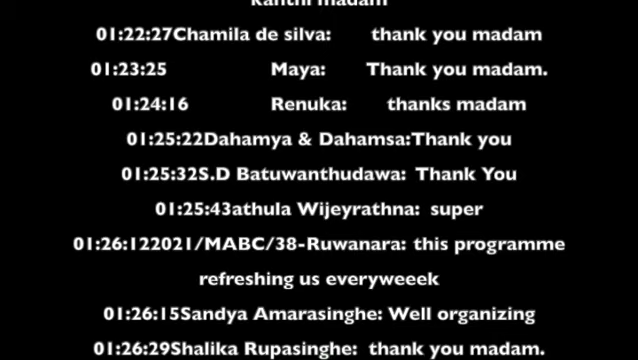 kanthi madam
01:22:27Chamila de silva: thank you madam
01:23:25 Maya: Thank you madam.
01:24:16 Renuka: thanks madam
01:25:22Dahamya & Dahamsa:Thank you
01:25:32S.D Batuwanthudawa: Thank You
01:25:43athula Wijeyrathna: super
01:26:122021/MABC/38-Ruwanara: this programme
refreshing us everyweeek
01:26:15Sandya Amarasinghe: Well organizing
01:26:29Shalika Rupasinghe: thank you madam.